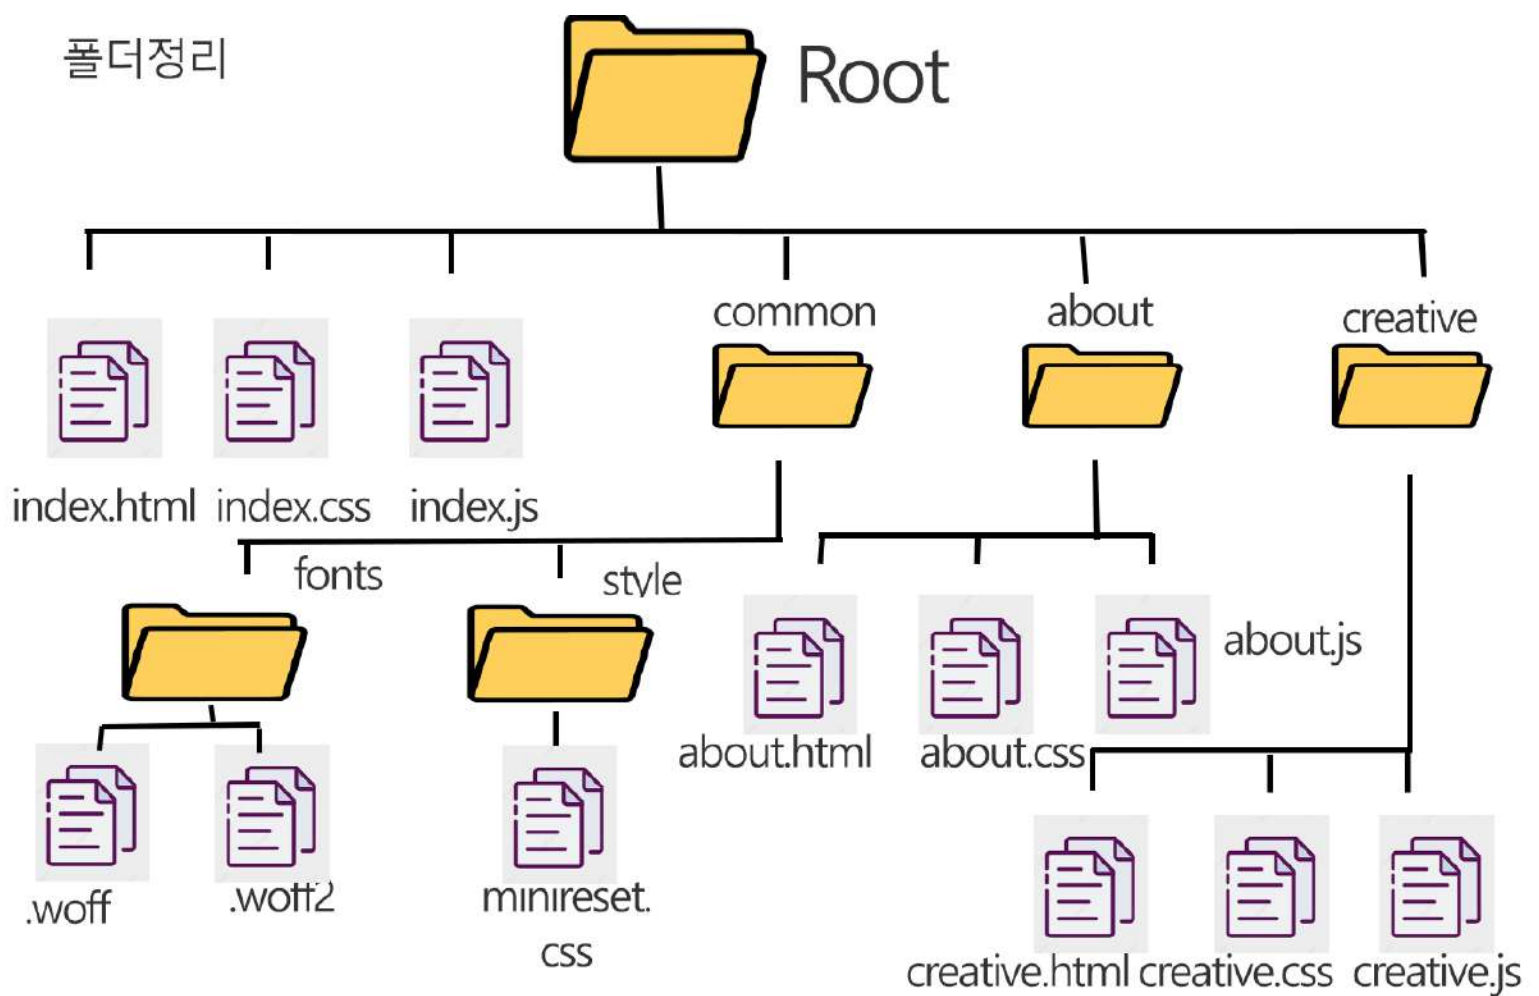 폴더정리
Root
common
about
creative
index.html
index.css
index.js
fonts
style
about.js
about.html
about.css
.woff
.woff2
minireset.
css
creative.html
creative.css
creative.js